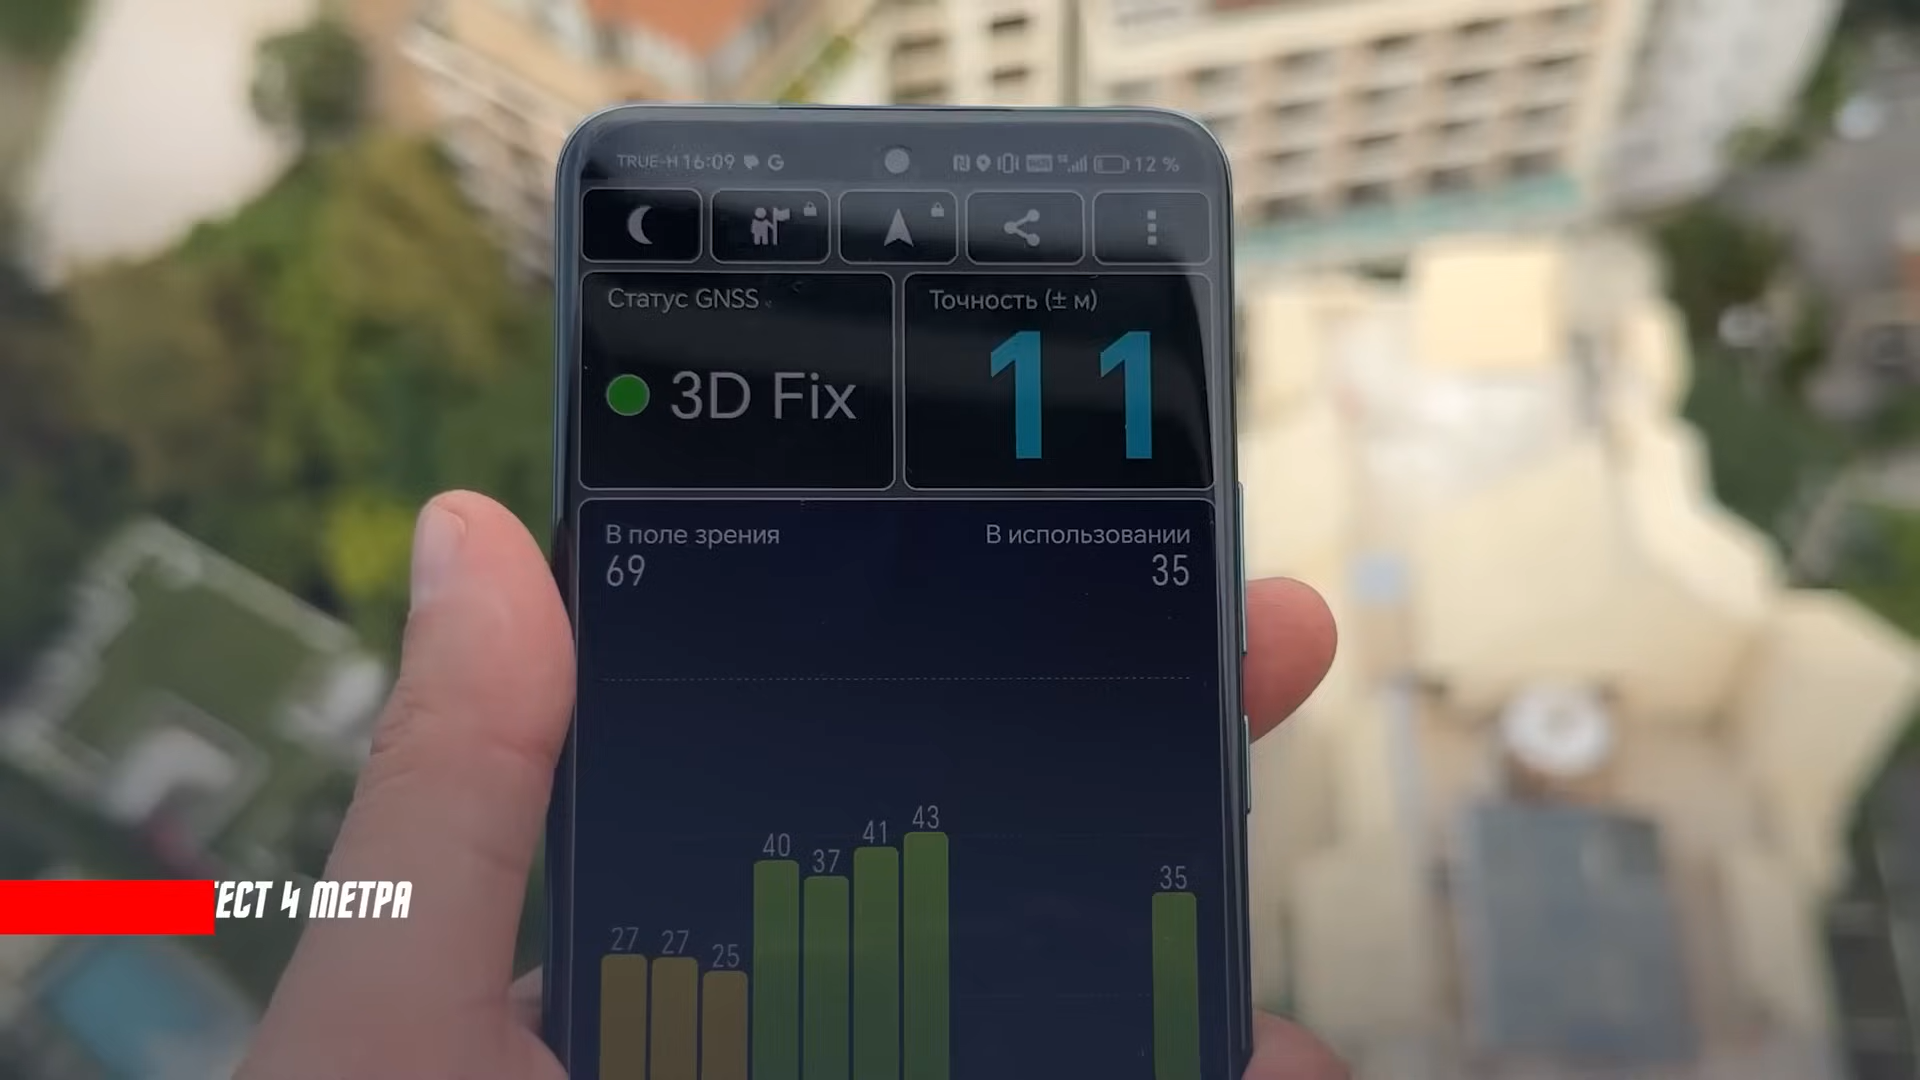 TRUE-H 16:09 G 12 %
Статус GNSS
Точность (± м)
3D Fix
11
В поле зрения
В использовании
69
35
43
41
40
37
35
27
27
25
ЕСТ 4 МЕТРА